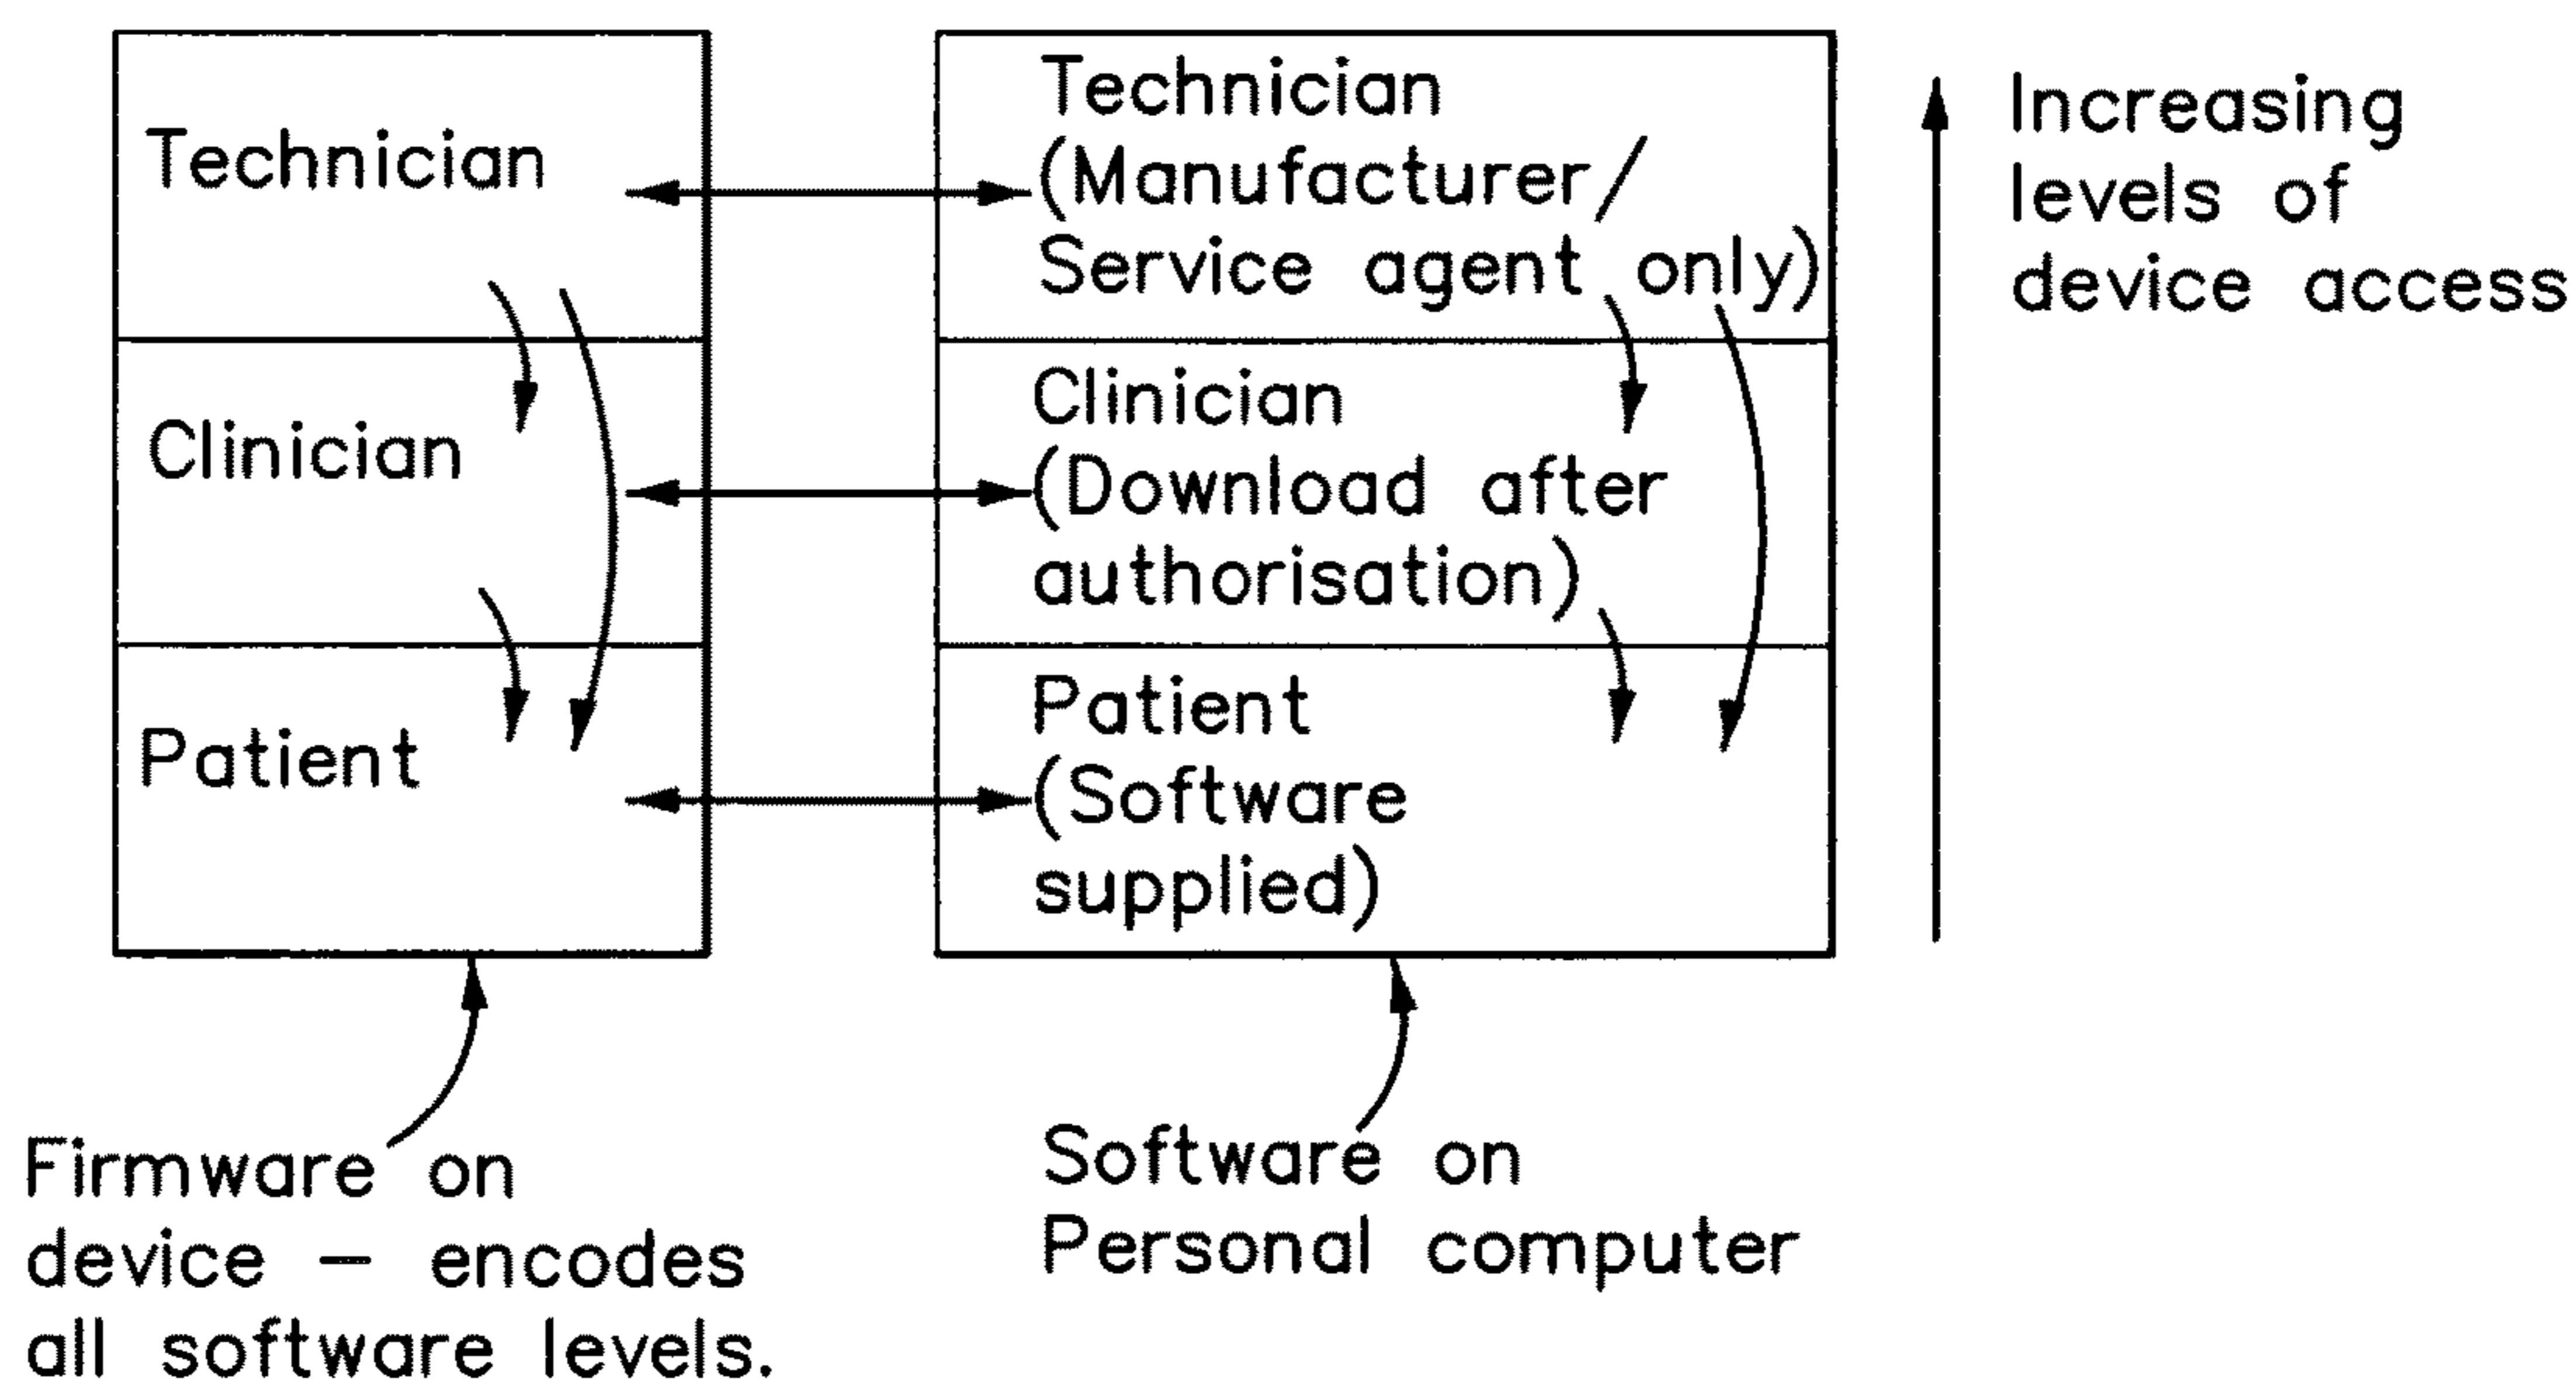 Technician
Clinician
Patient
Technician
(Manufacturer/
Service agent only)
Clinician
(Download after
authorisation)
Patient
(Software
supplied)
Increasing
levels of
device access
Firmware on
device – encodes
all software levels.
Software on
Personal computer